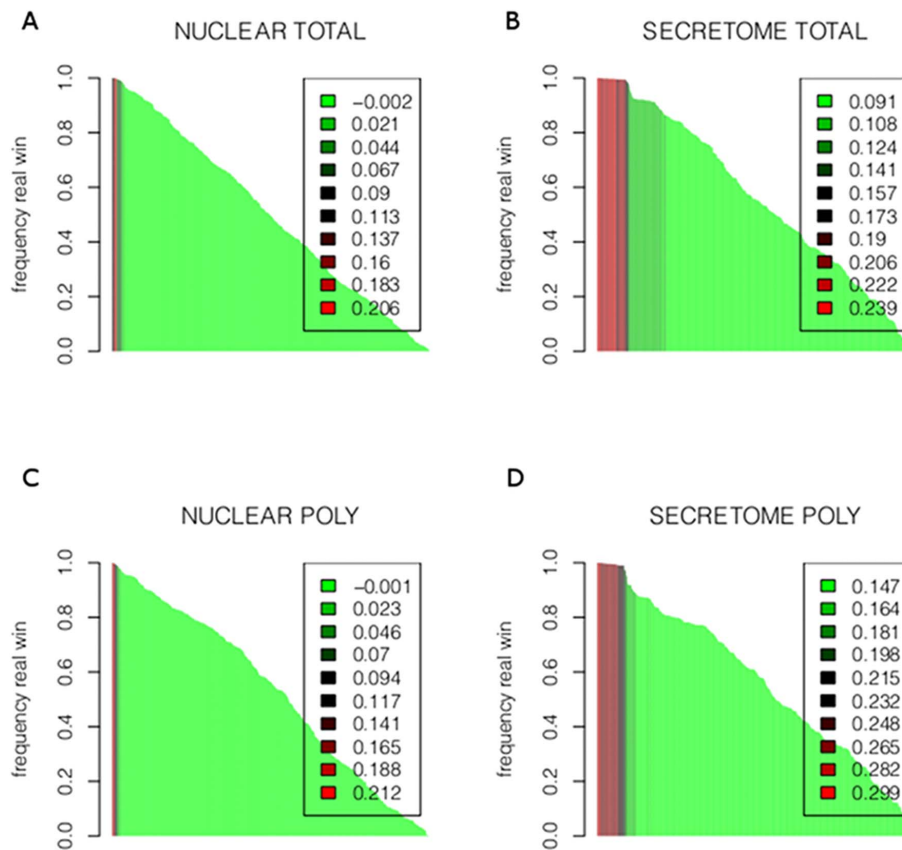 A
NUCLEAR TOTAL
frequency real win
0.0 0.2 0.4 0.6 0.8 1.0
−0.002
0.021
0.044
0.067
0.09
0.113
0.137
0.16
0.183
0.206
B
SECRETOME TOTAL
frequency real win
0.0 0.2 0.4 0.6 0.8 1.0
0.091
0.108
0.124
0.141
0.157
0.173
0.19
0.206
0.222
0.239
C
NUCLEAR POLY
frequency real win
0.0 0.2 0.4 0.6 0.8 1.0
−0.001
0.023
0.046
0.07
0.094
0.117
0.141
0.165
0.188
0.212
D
SECRETOME POLY
frequency real win
0.0 0.2 0.4 0.6 0.8 1.0
0.147
0.164
0.181
0.198
0.215
0.232
0.248
0.265
0.282
0.299